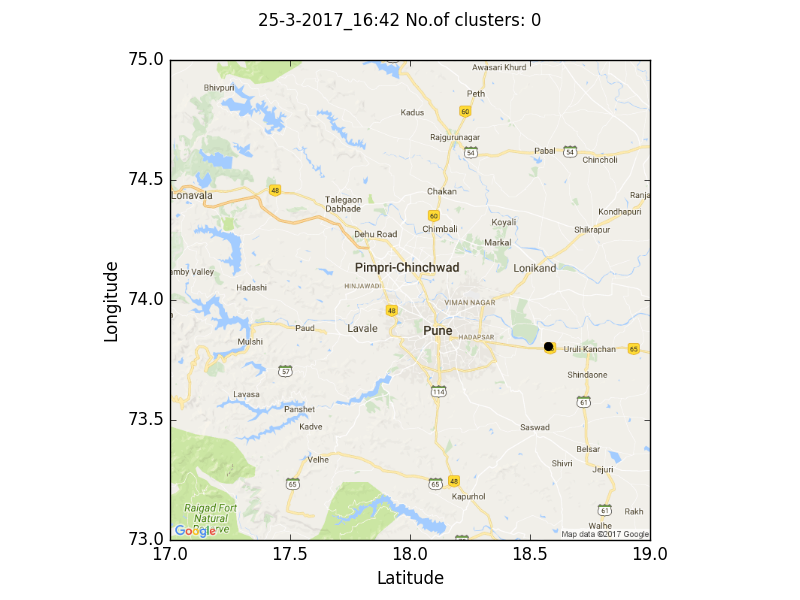 25-3-2017_16:42 No.of clusters: 0
75.0
Awasari Khurd
Bhivpuri
Peth
Kadus
60
Rajgurunagar
54
Pabal
54
Chincholi
74.5
Lonavala
48
Chakan
Ranja
Talegaon
Dabhade
60
Kondhapuri
Koyali
Chimbali
Shikrapur
Dehu Road
Markal
Pimpri-Chinchwad
Lonikand
amby Valley
Hadashi
HINJAWADI
74.0
VIMAN NAGAR
48
Paud
Lavale
Pune
HADAPSAR
Mulshi
Uruli Kanchan
65
57
Shindaone
Lavasa
114
Panshet
61
73.5
Kadve
Saswad
Belsar
Velhe
Shivri
Jejuri
65
65
48
Kapurhol
Raigad Fort
Natural
Reserve
61
Rakh
Walhe
Google
Map data ©2017 Google
73.0
17.0
17.5
18.0
18.5
19.0
Latitude
Longitude